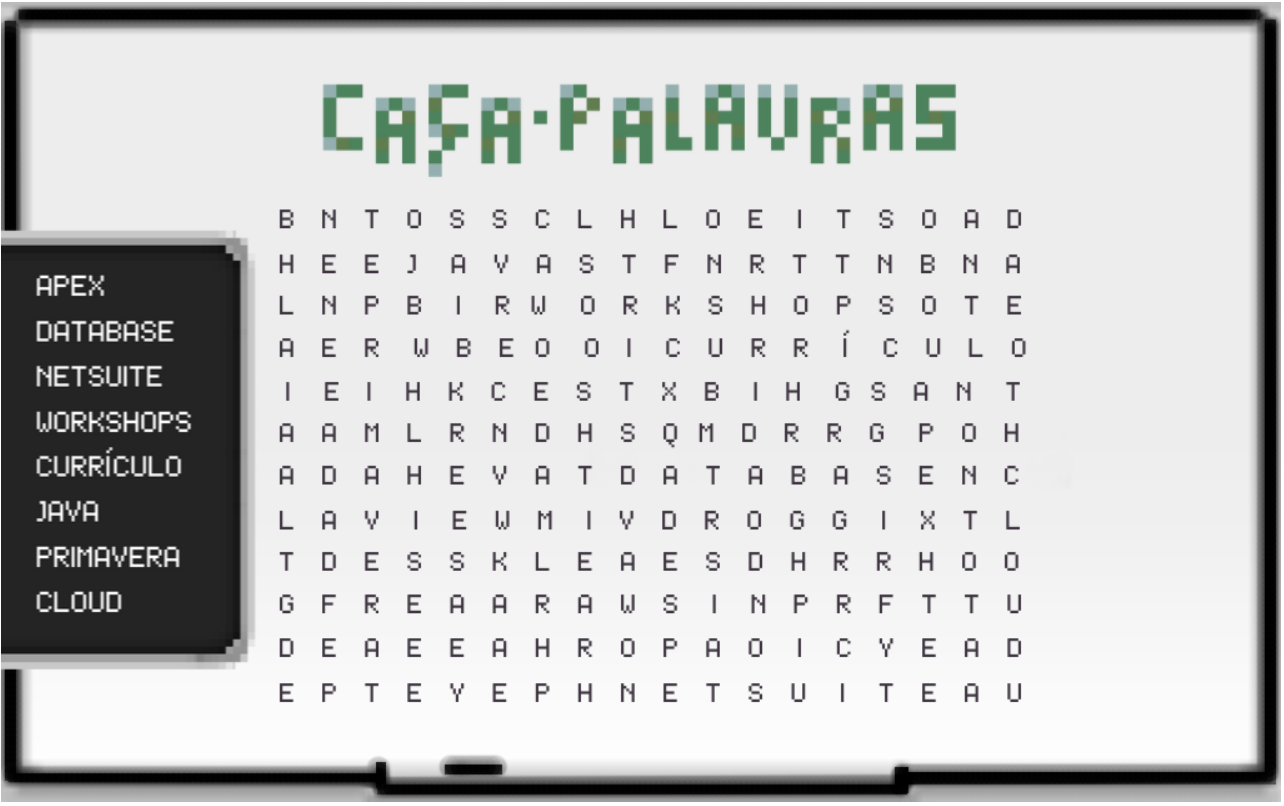 CAÇA-PALAVRAS
APEX
DATABASE
NETSUITE
WORKSHOPS
CURRÍCULO
JAVA
PRIMAVERA
CLOUD
B N T O S S C L H L O E I T S O A D
H E E J A V A S T F N R T T N B N A
L N P B I R W O R K S H O P S O T E
A E R W B E O O I C U R R Í C U L O
I E I H K C E S T X B I H G S A N T
A A M L R N D H S Q M D R R G P O H
A D A H E V A T D A T A B A S E N C
L A V I E W M I V D R O G G I X T L
T D E S S K L E A E S D H R R H O O
G F R E A A R A W S I N P R F T T U
D E A E E A H R O P A O I C Y E A D
E P T E Y E P H N E T S U I T E A U